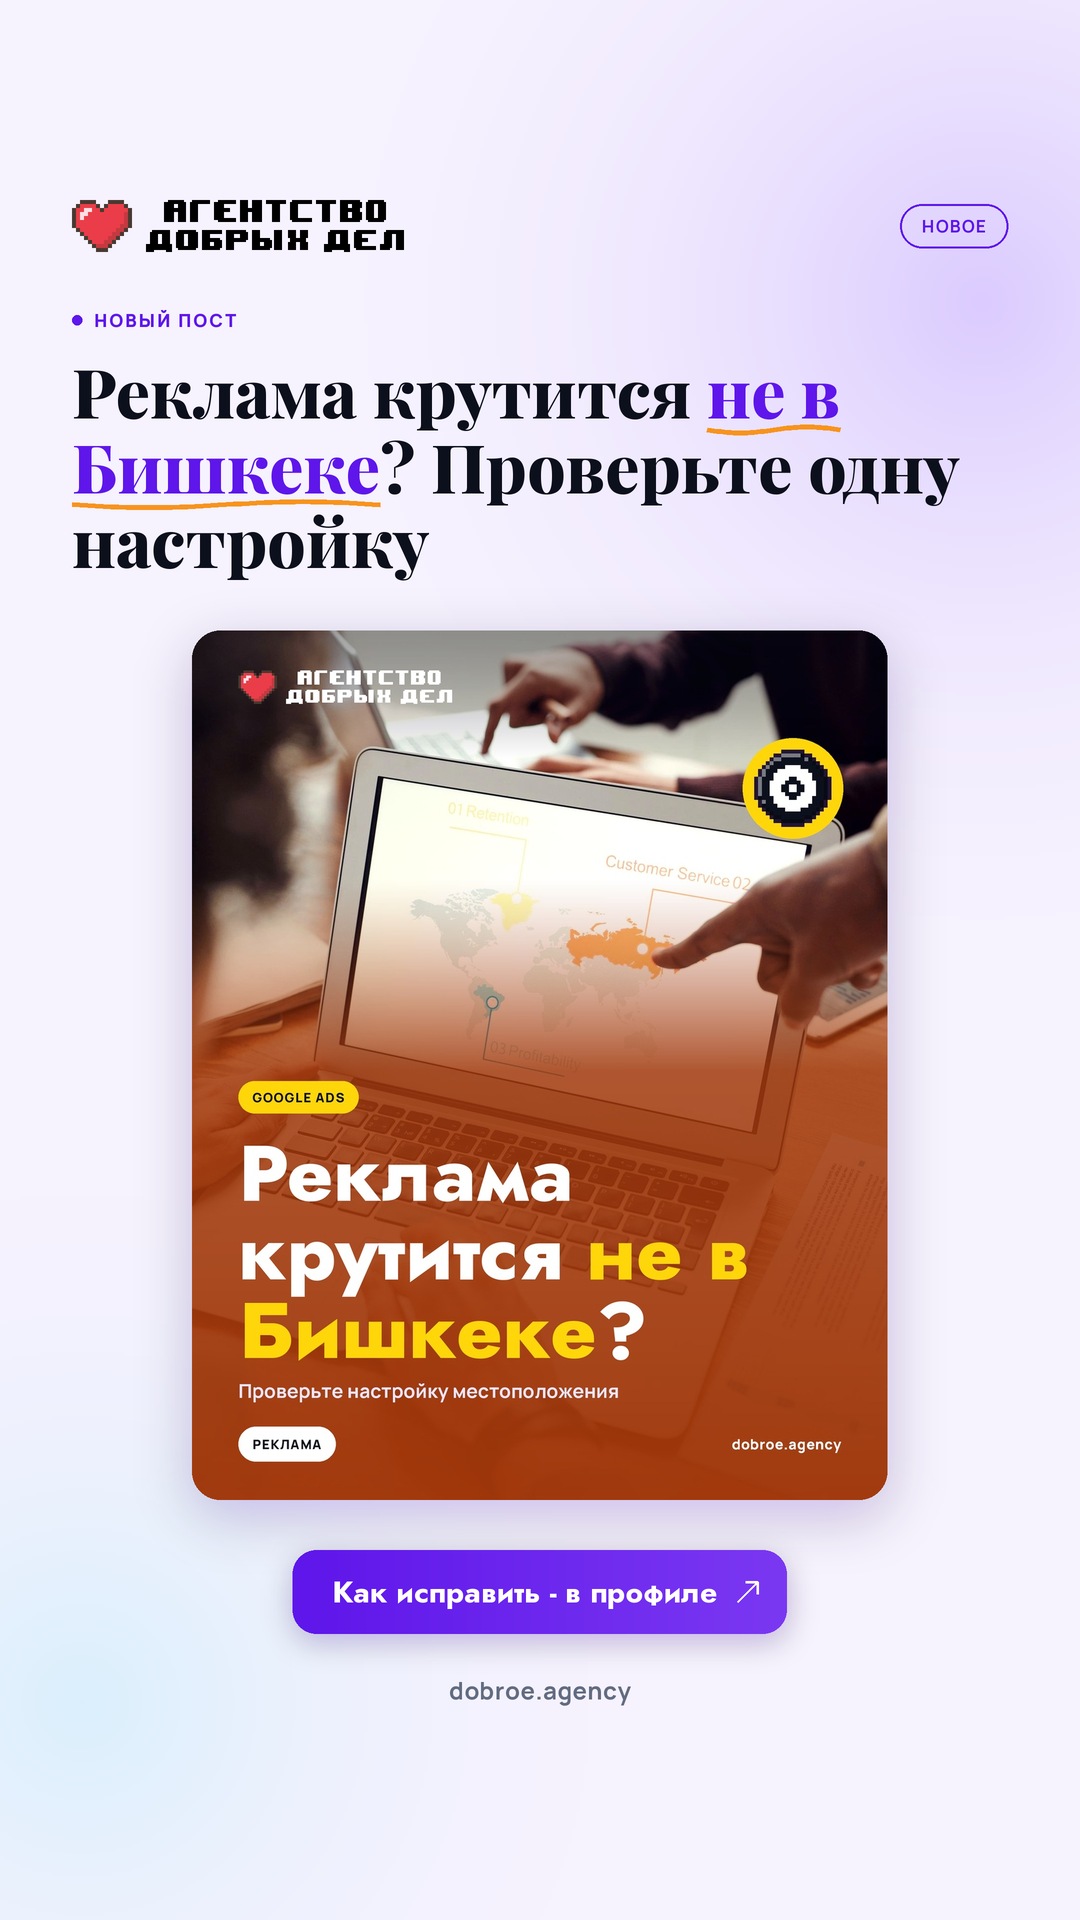 АГЕНТСТВО
ДОБРЫХ ДЕЛ
НОВОЕ
НОВЫЙ ПОСТ
Реклама крутится не в
Бишкеке? Проверьте одну
настройку
АГЕНТСТВО
ДОБРЫХ ДЕЛ
01 Retention
Customer Service 02
03 Profitability
GOOGLE ADS
Реклама
крутится не в
Бишкеке?
Проверьте настройку местоположения
РЕКЛАМА
dobroe.agency
Как исправить - в профиле
dobroe.agency